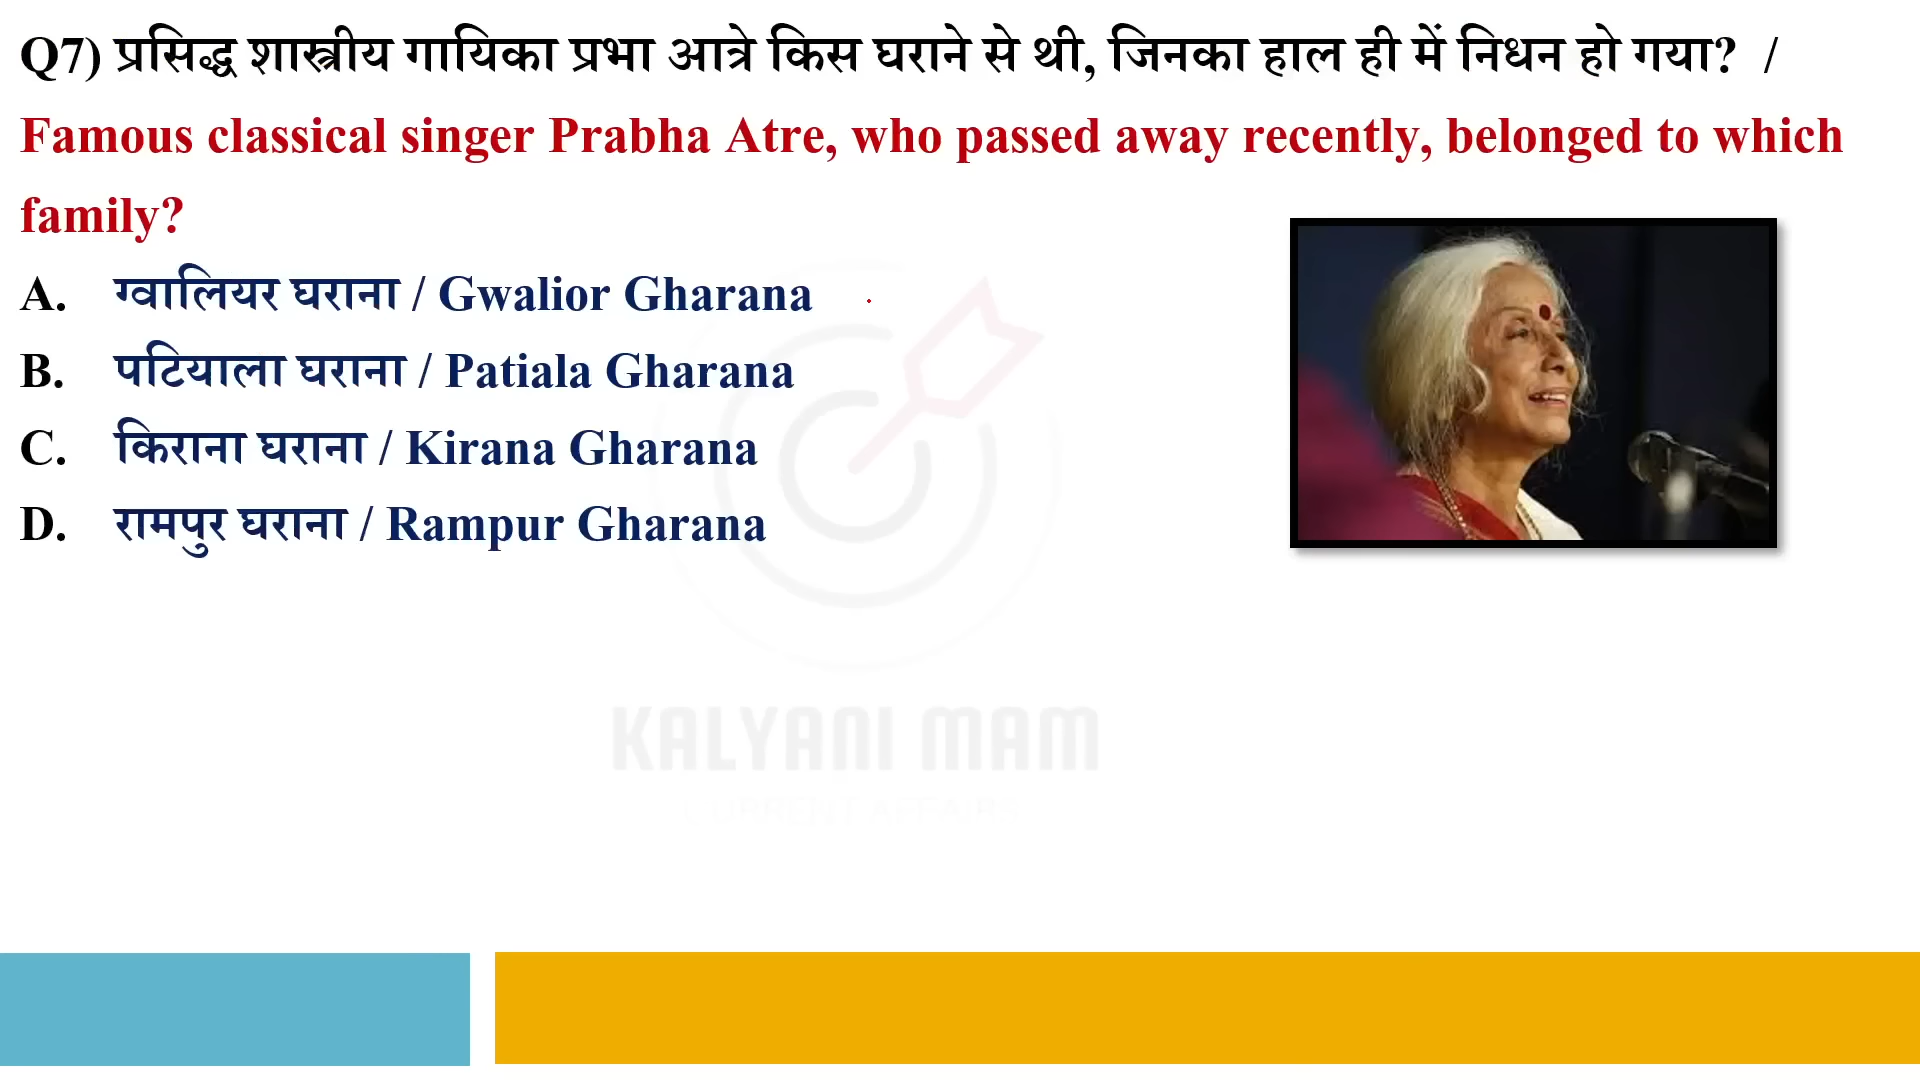 Q7) प्रसिद्ध शास्त्रीय गायिका प्रभा आत्रे किस घराने से थी, जिनका हाल ही में निधन हो गया? /
Famous classical singer Prabha Atre, who passed away recently, belonged to which
family?
A. ग्वालियर घराना / Gwalior Gharana
B. पटियाला घराना / Patiala Gharana
C. किराना घराना / Kirana Gharana
D. रामपुर घराना / Rampur Gharana
KALYANI MAM
CURRENT AFFAIRS